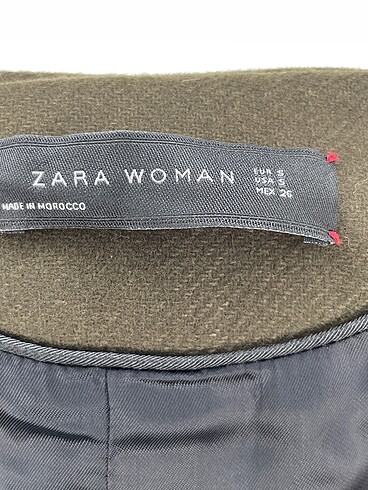 ZARA WOMAN
EUR S
USA S
MEX 26
MADE IN MOROCCO